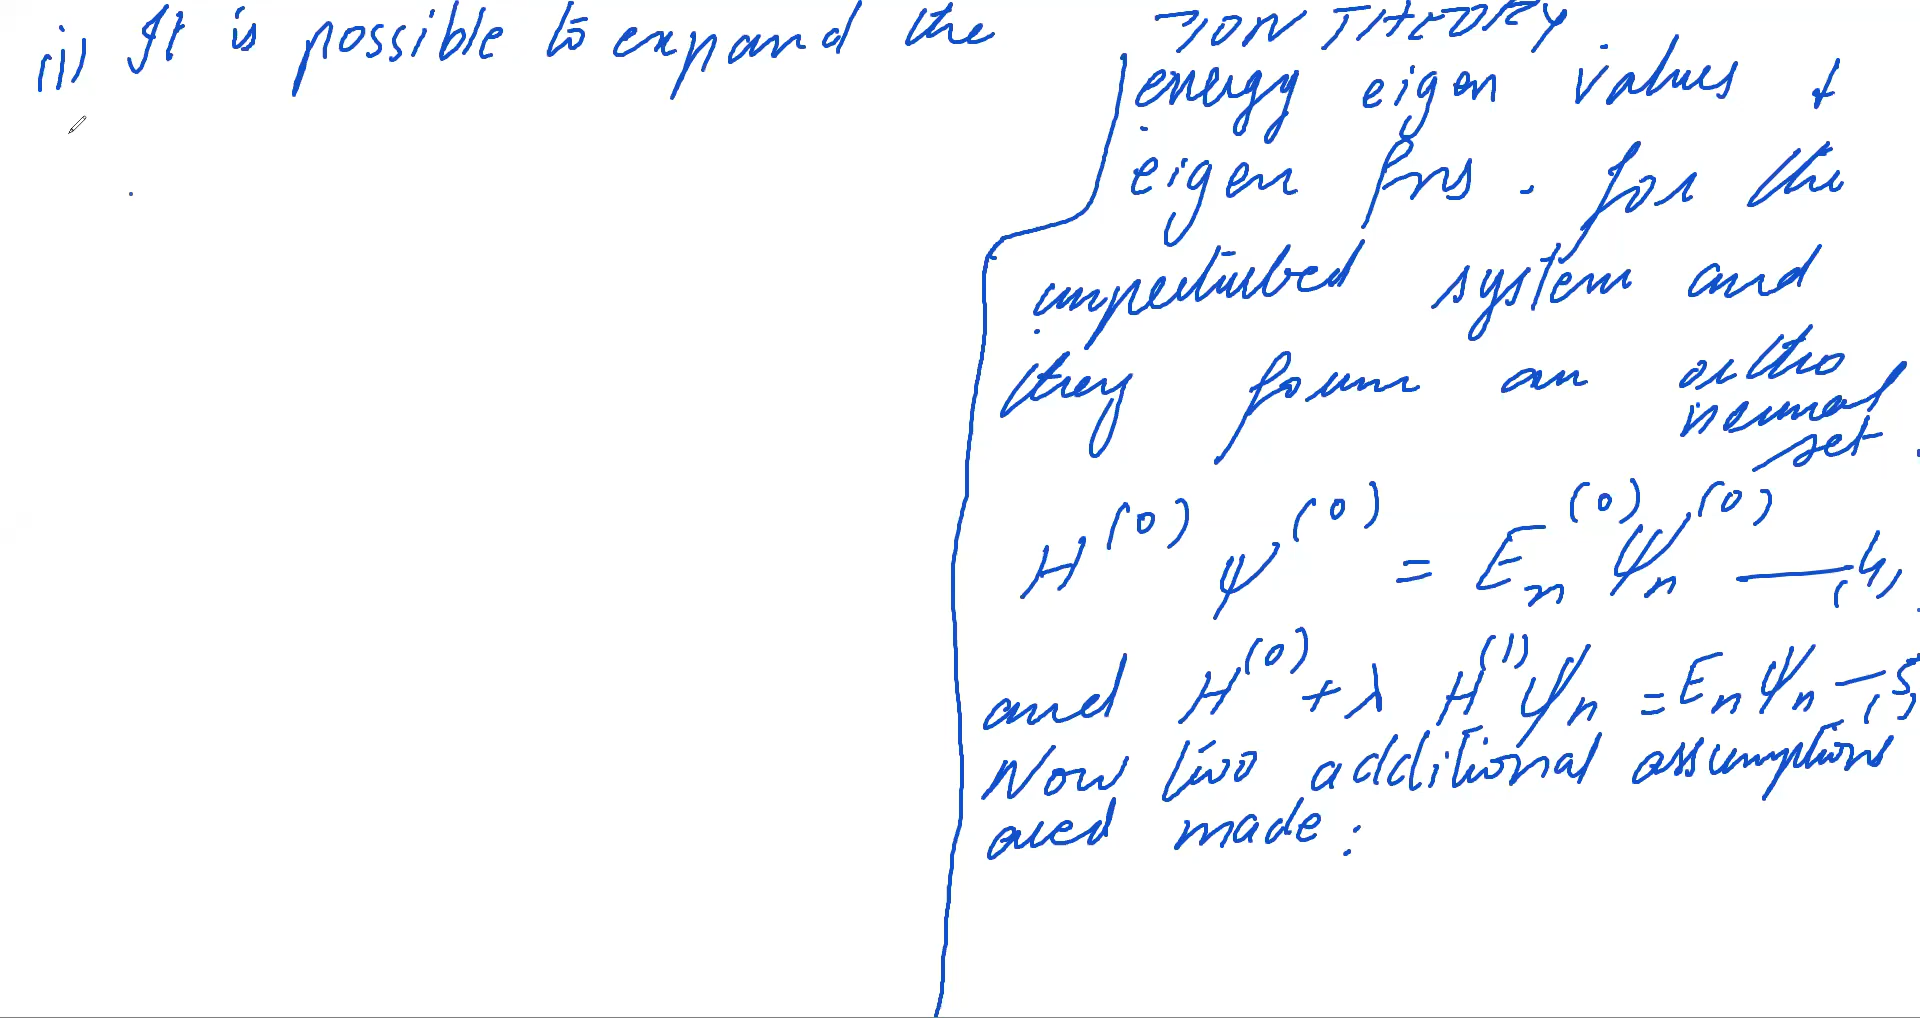 ii) It is possible to expand the
TION THEORY
energy eigen values &
eigen fns. for the
unperturbed system and
they form an ortho
normal
set.
H^(0) ψ^(0) = E_n^(0) ψ_n^(0) —(4)
and H^(0) + λ H^(1) ψ_n = E_n ψ_n —(5)
Now two additional assumptions
ared made: